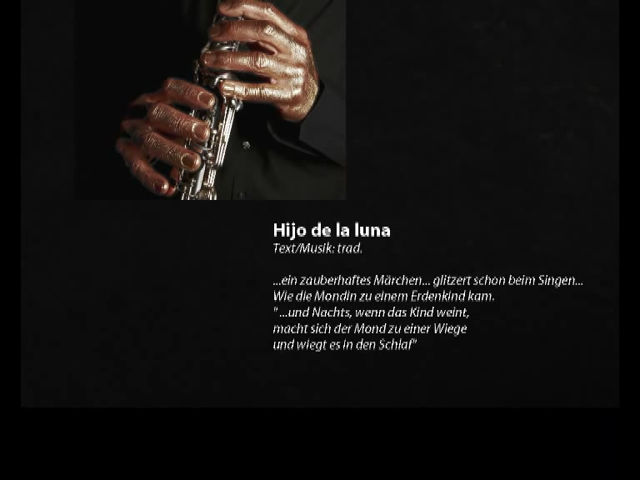 Hijo de la luna
Text/Musik: trad.
...ein zauberhaftes Märchen... glitzert schon beim Singen...
Wie die Mondin zu einem Erdenkind kam.
"...und Nachts, wenn das Kind weint,
macht sich der Mond zu einer Wiege
und wiegt es in den Schlaf"